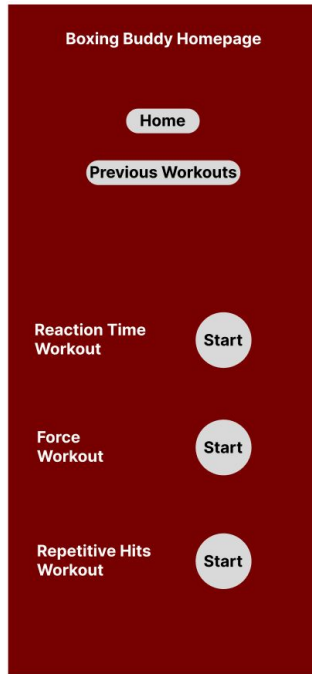 Boxing Buddy Homepage
Home
Previous Workouts
Reaction Time
Workout
Start
Force
Workout
Start
Repetitive Hits
Workout
Start